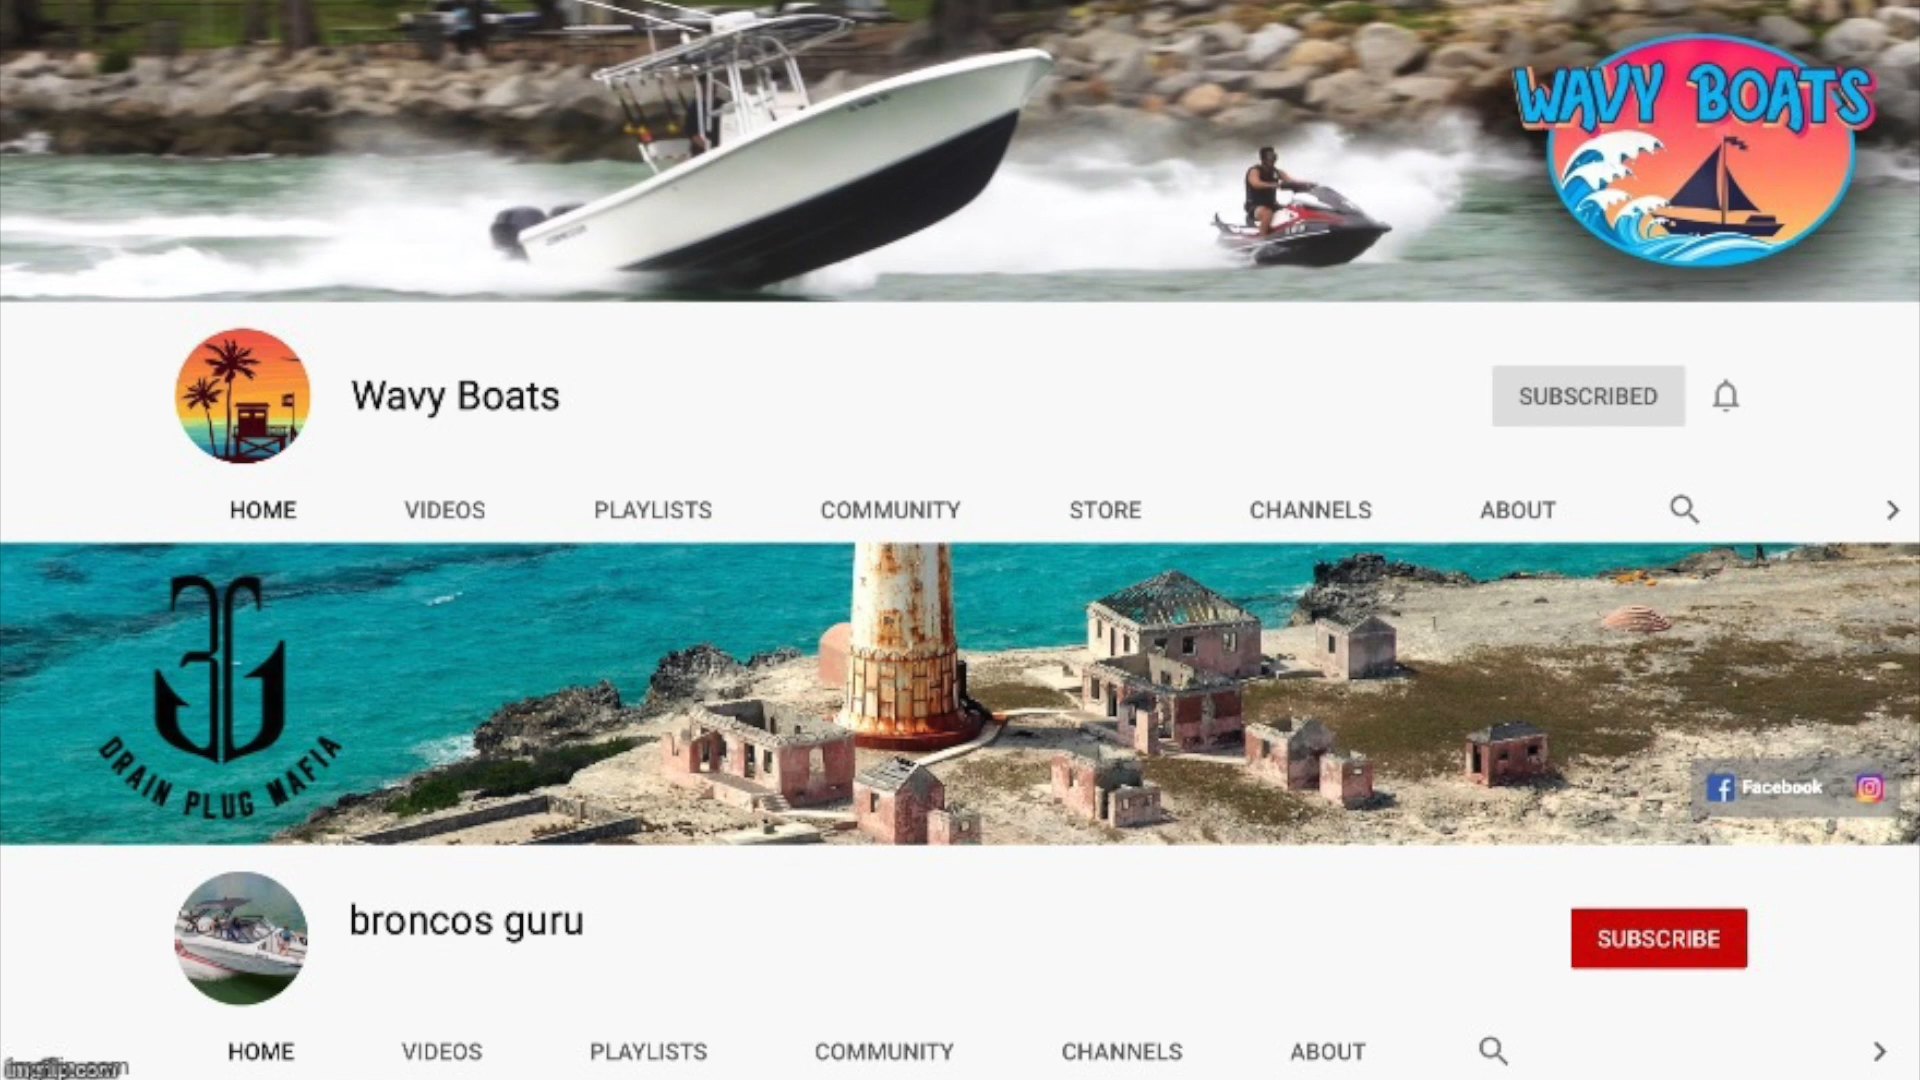 WAVY BOATS
Wavy Boats
SUBSCRIBED
HOME VIDEOS PLAYLISTS COMMUNITY STORE CHANNELS ABOUT
3G
DRAIN PLUG MAFIA
Facebook
broncos guru
SUBSCRIBE
HOME VIDEOS PLAYLISTS COMMUNITY CHANNELS ABOUT
imgflip.com